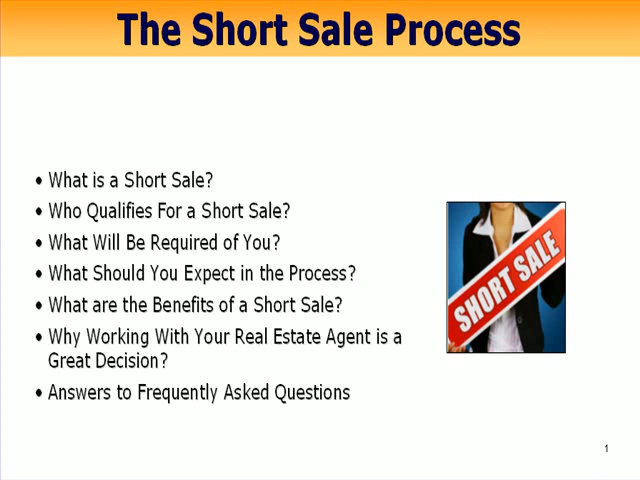 The Short Sale Process
• What is a Short Sale?
• Who Qualifies For a Short Sale?
• What Will Be Required of You?
• What Should You Expect in the Process?
• What are the Benefits of a Short Sale?
• Why Working With Your Real Estate Agent is a
Great Decision?
• Answers to Frequently Asked Questions
SHORT SALE
1